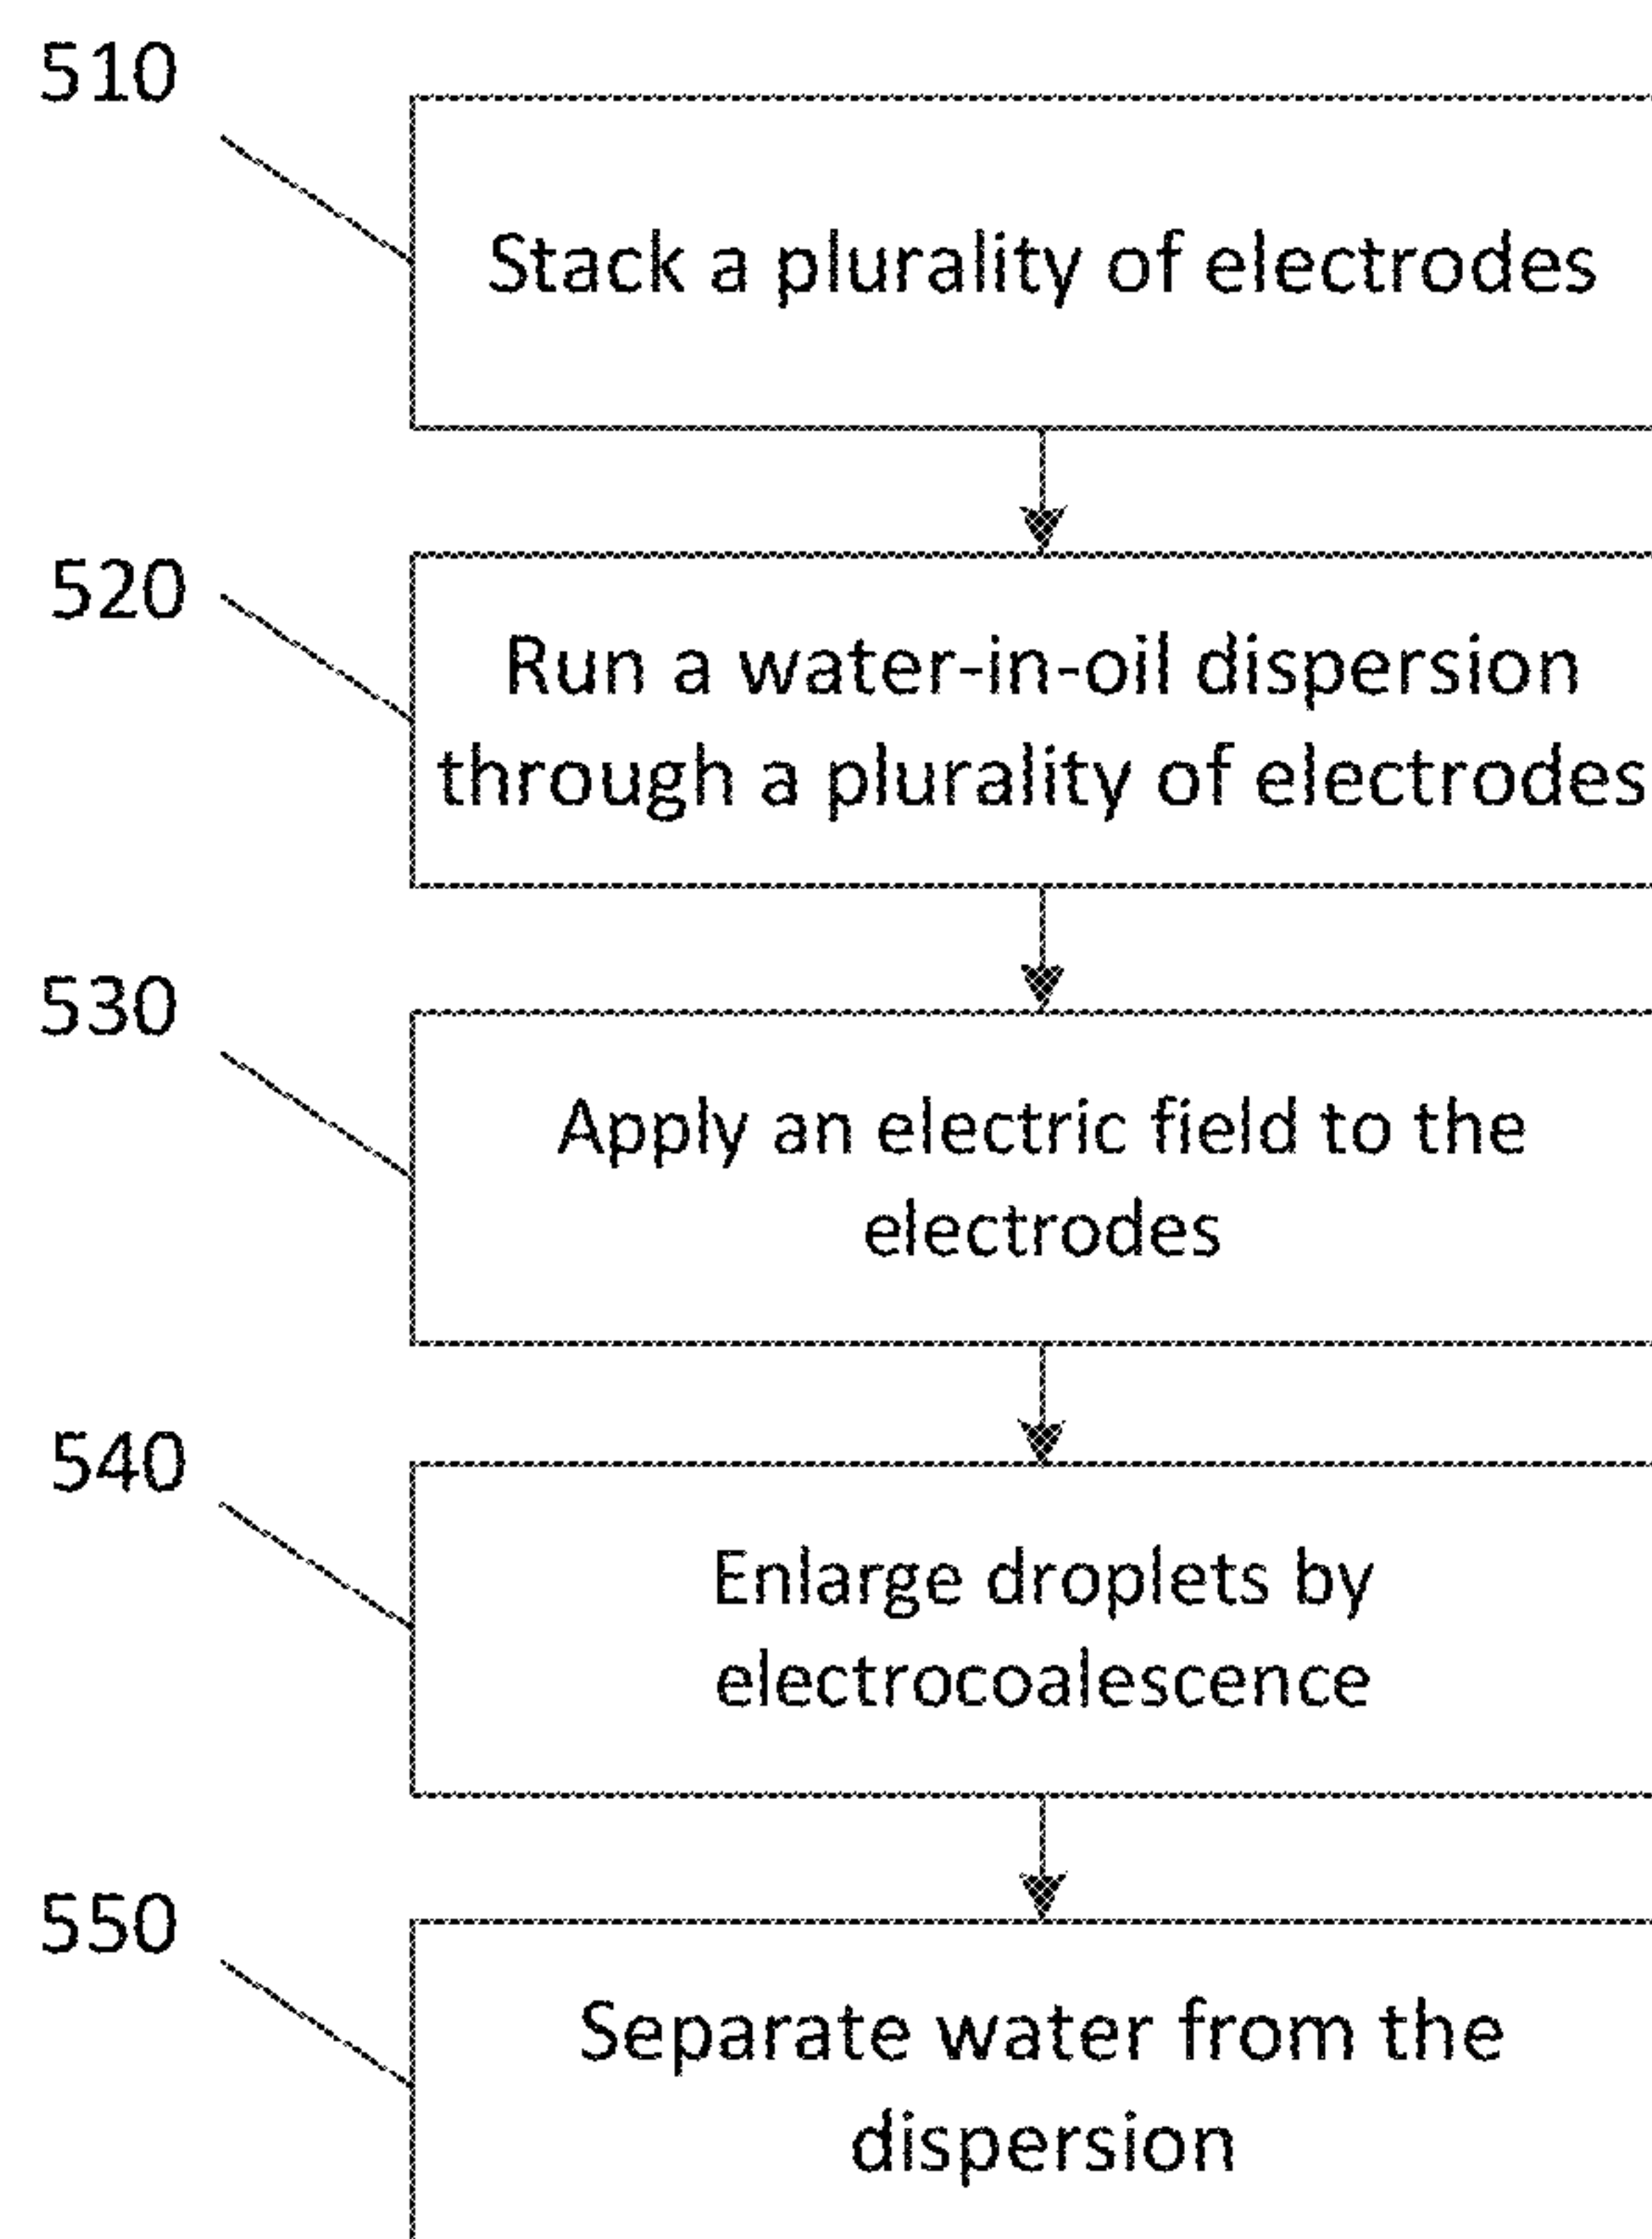 510
Stack a plurality of electrodes
520
Run a water-in-oil dispersion
through a plurality of electrodes
530
Apply an electric field to the
electrodes
540
Enlarge droplets by
electrocoalescence
550
Separate water from the
dispersion